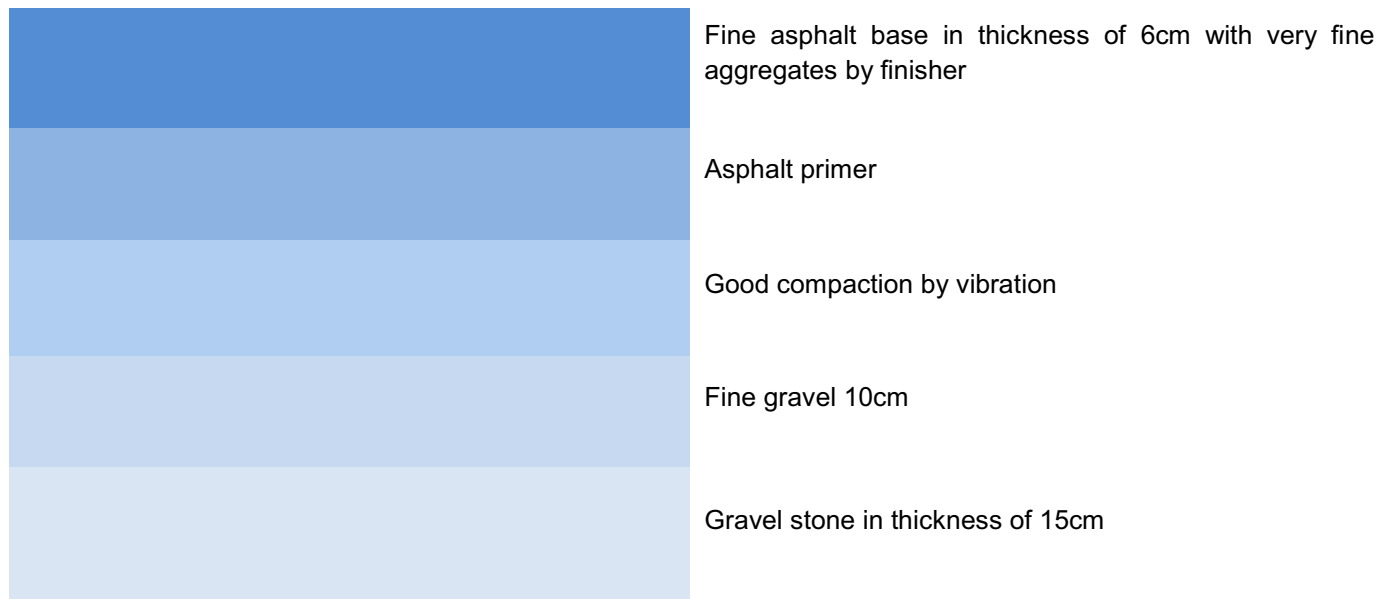 Fine asphalt base in thickness of 6cm with very fine
aggregates by finisher
Asphalt primer
Good compaction by vibration
Fine gravel 10cm
Gravel stone in thickness of 15cm